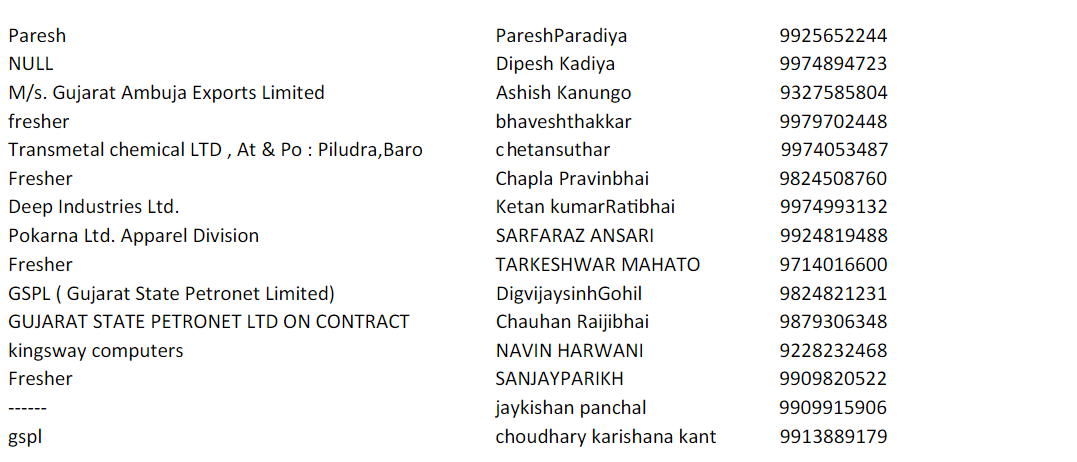 Paresh PareshParadiya 9925652244
NULL Dipesh Kadiya 9974894723
M/s. Gujarat Ambuja Exports Limited Ashish Kanungo 9327585804
fresher bhaveshthakkar 9979702448
Transmetal chemical LTD , At & Po : Piludra,Baro chetansuthar 9974053487
Fresher Chapla Pravinbhai 9824508760
Deep Industries Ltd. Ketan kumarRatibhai 9974993132
Pokarna Ltd. Apparel Division SARFARAZ ANSARI 9924819488
Fresher TARKESHWAR MAHATO 9714016600
GSPL ( Gujarat State Petronet Limited) DigvijaysinhGohil 9824821231
GUJARAT STATE PETRONET LTD ON CONTRACT Chauhan Raijibhai 9879306348
kingsway computers NAVIN HARWANI 9228232468
Fresher SANJAYPARIKH 9909820522
------ jaykishan panchal 9909915906
gspl choudhary karishana kant 9913889179